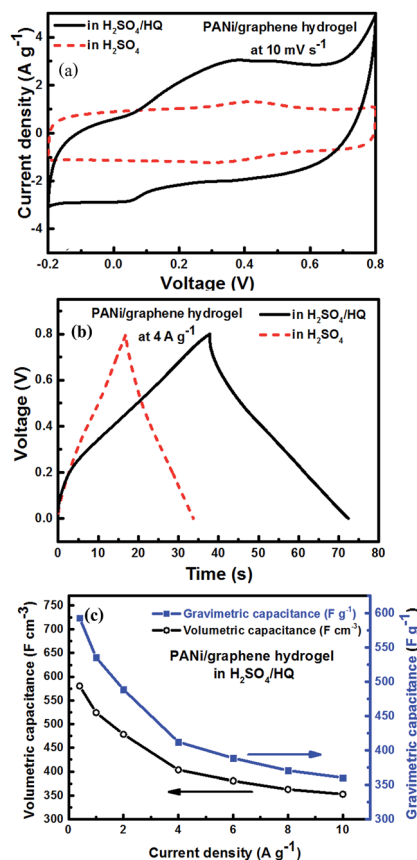 in H₂SO₄/HQ
PANi/graphene hydrogel
in H₂SO₄
at 10 mV s⁻¹
(a)
Current density (A g⁻¹)
4
2
0
-2
-4
-0.2 0.0 0.2 0.4 0.6 0.8
Voltage (V)
PANi/graphene hydrogel
in H₂SO₄/HQ
(b)
at 4 A g⁻¹
in H₂SO₄
Voltage (V)
0.8
0.6
0.4
0.2
0.0
0 10 20 30 40 50 60 70 80
Time (s)
(c)
Gravimetric capacitance (F g⁻¹)
Volumetric capacitance (F cm⁻³)
PANi/graphene hydrogel
in H₂SO₄/HQ
Volumetric capacitance (F cm⁻³)
750
700
650
600
550
500
450
400
350
300
Gravimetric capacitance (F g⁻¹)
600
550
500
450
400
350
300
0 2 4 6 8 10
Current density (A g⁻¹)